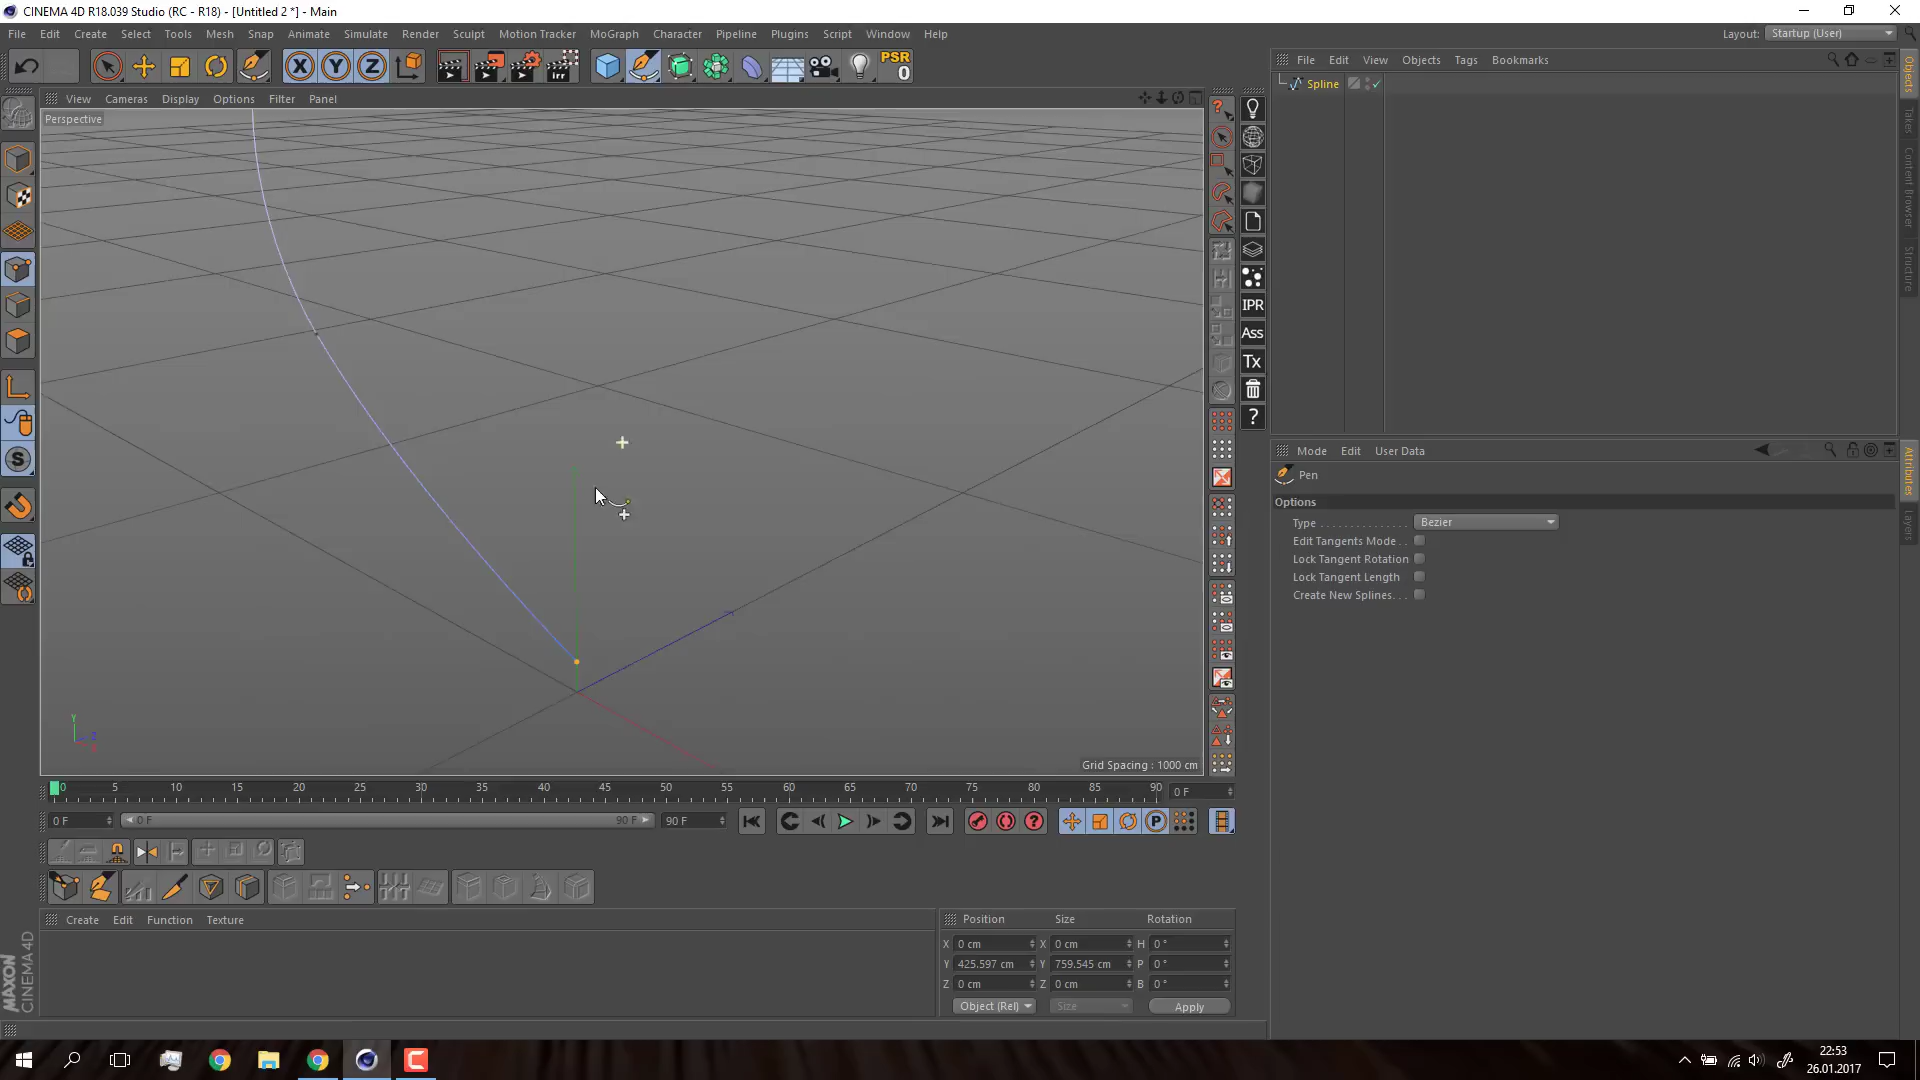 CINEMA 4D R18.039 Studio (RC - R18) - [Untitled 2 *] - Main
File Edit Create Select Tools Mesh Snap Animate Simulate Render Sculpt Motion Tracker MoGraph Character Pipeline Plugins Script Window Help
Layout: Startup (User)
X Y Z
PSR
0
View Cameras Display Options Filter Panel
Perspective
File Edit View Objects Tags Bookmarks
Spline
Objects
Takes
Content Browser
Structure
IPR
Ass
Tx
?
S
Y
Z
X
Grid Spacing : 1000 cm
Mode Edit User Data
Pen
Options
Type Bezier
Edit Tangents Mode
Lock Tangent Rotation
Lock Tangent Length
Create New Splines
Attributes
Layers
0 5 10 15 20 25 30 35 40 45 50 55 60 65 70 75 80 85 90 0 F
0 F 0 F 90 F 90 F
P
Create Edit Function Texture
Position Size Rotation
X 0 cm X 0 cm H 0 °
Y 425.597 cm Y 759.545 cm P 0 °
Z 0 cm Z 0 cm B 0 °
Object (Rel) Size Apply
MAXON
CINEMA 4D
22:53
26.01.2017